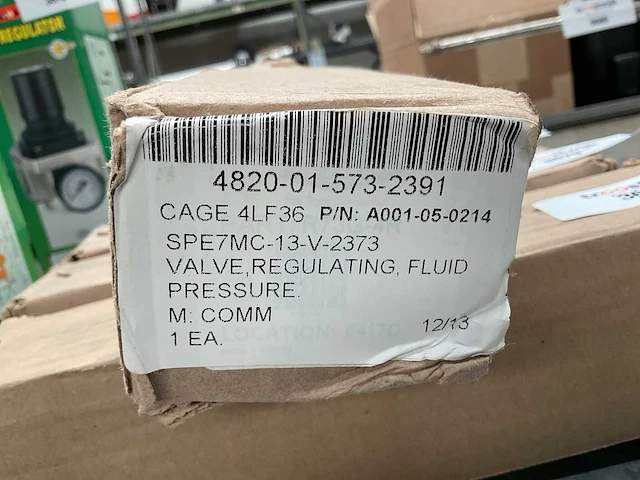 REGULATOR
4820-01-573-2391
CAGE 4LF36 P/N: A001-05-0214
SPE7MC-13-V-2373
VALVE,REGULATING, FLUID
PRESSURE.
M: COMM
12/13
1 EA.